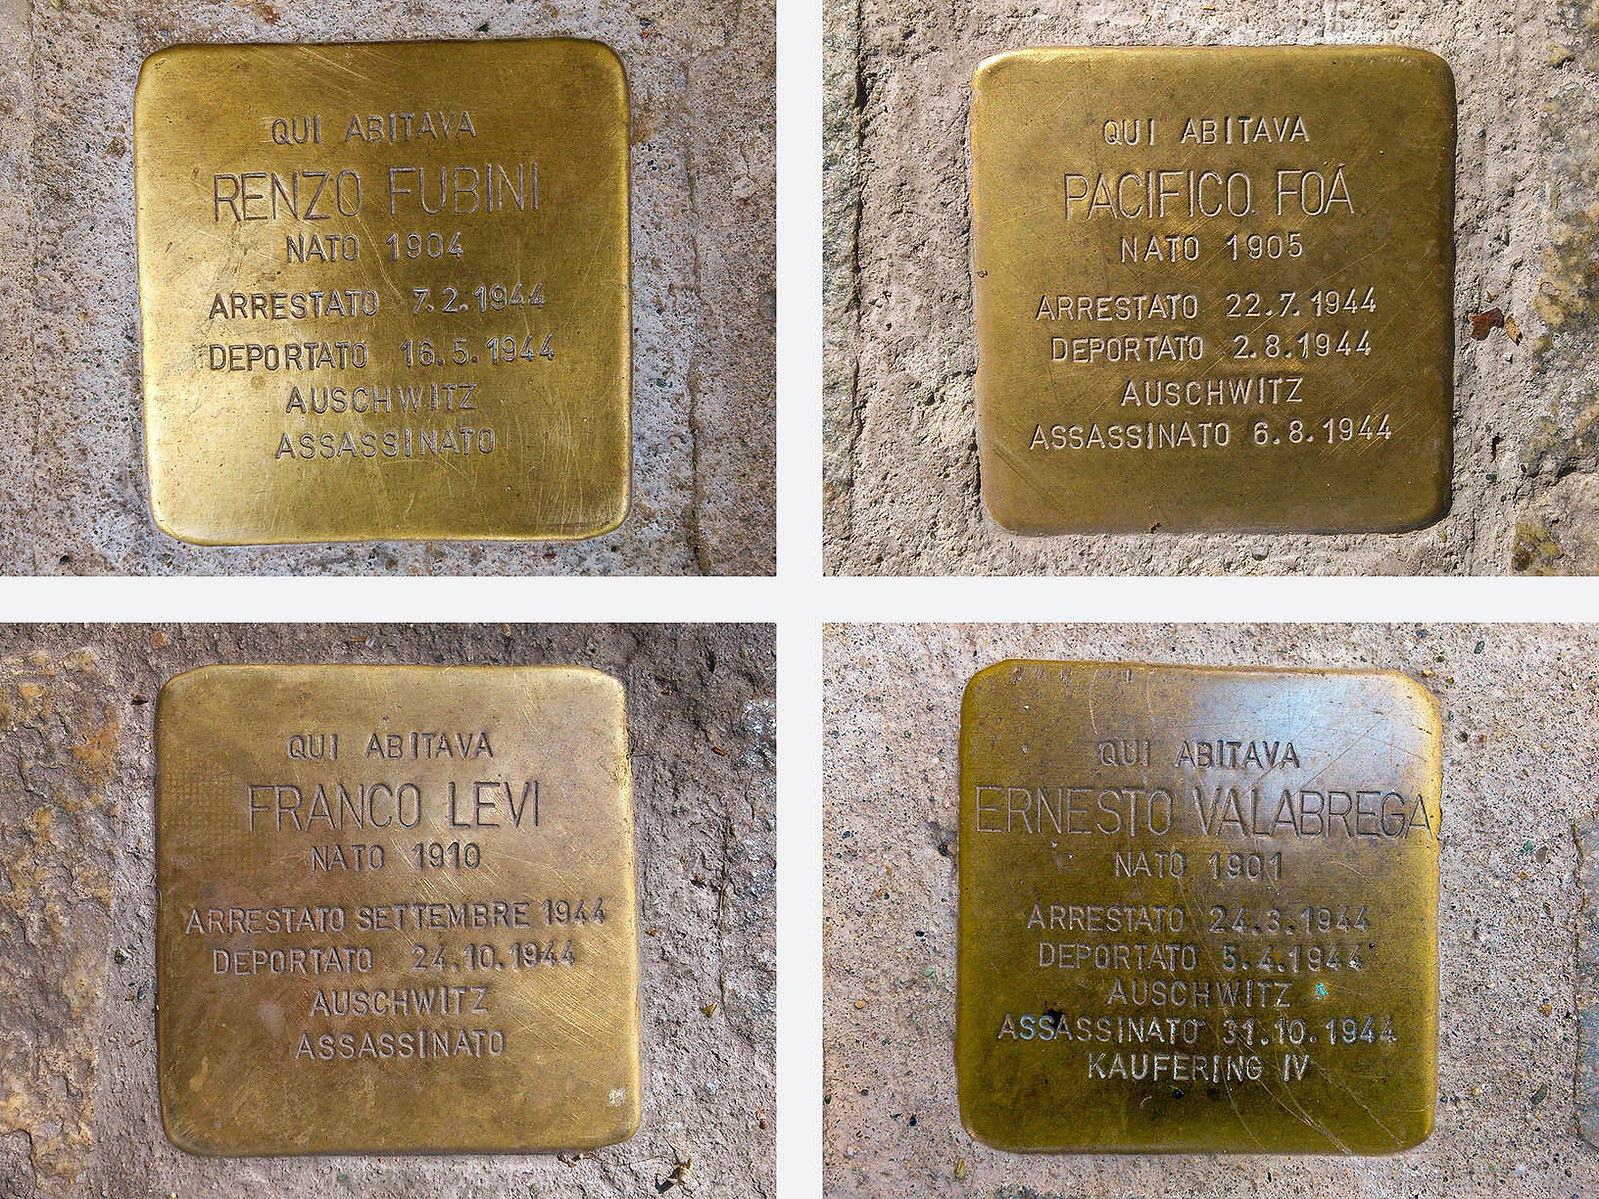 QUI ABITAVA
RENZO FUBINI
NATO 1904
ARRESTATO 7.2.1944
DEPORTATO 16.5.1944
AUSCHWITZ
ASSASSINATO
QUI ABITAVA
PACIFICO FOÁ
NATO 1905
ARRESTATO 22.7.1944
DEPORTATO 2.8.1944
AUSCHWITZ
ASSASSINATO 6.8.1944
QUI ABITAVA
FRANCO LEVI
NATO 1910
ARRESTATO SETTEMBRE 1944
DEPORTATO 24.10.1944
AUSCHWITZ
ASSASSINATO
QUI ABITAVA
ERNESTO VALABREGA
NATO 1901
ARRESTATO 24.3.1944
DEPORTATO 5.4.1944
AUSCHWITZ
ASSASSINATO 31.10.1944
KAUFERING IV